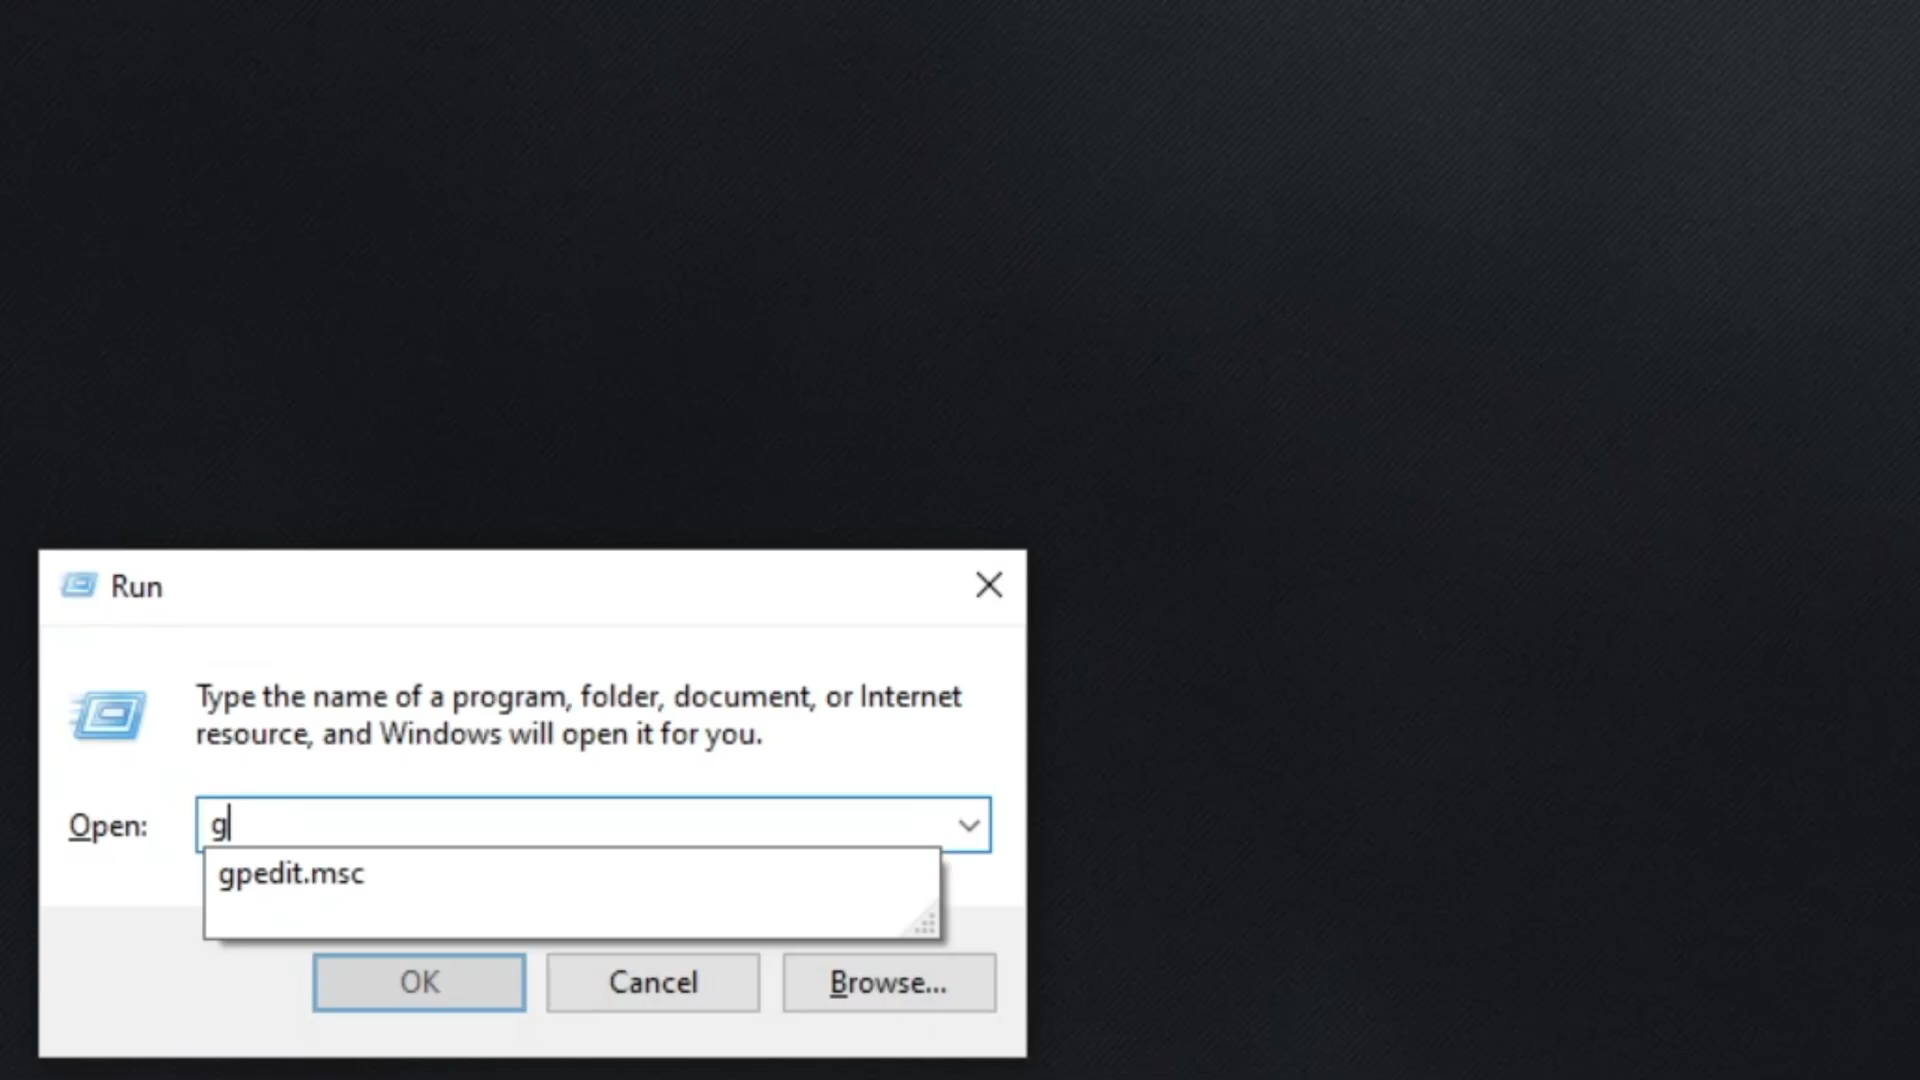 Run
Type the name of a program, folder, document, or Internet
resource, and Windows will open it for you.
Open:
g
gpedit.msc
OK
Cancel
Browse...